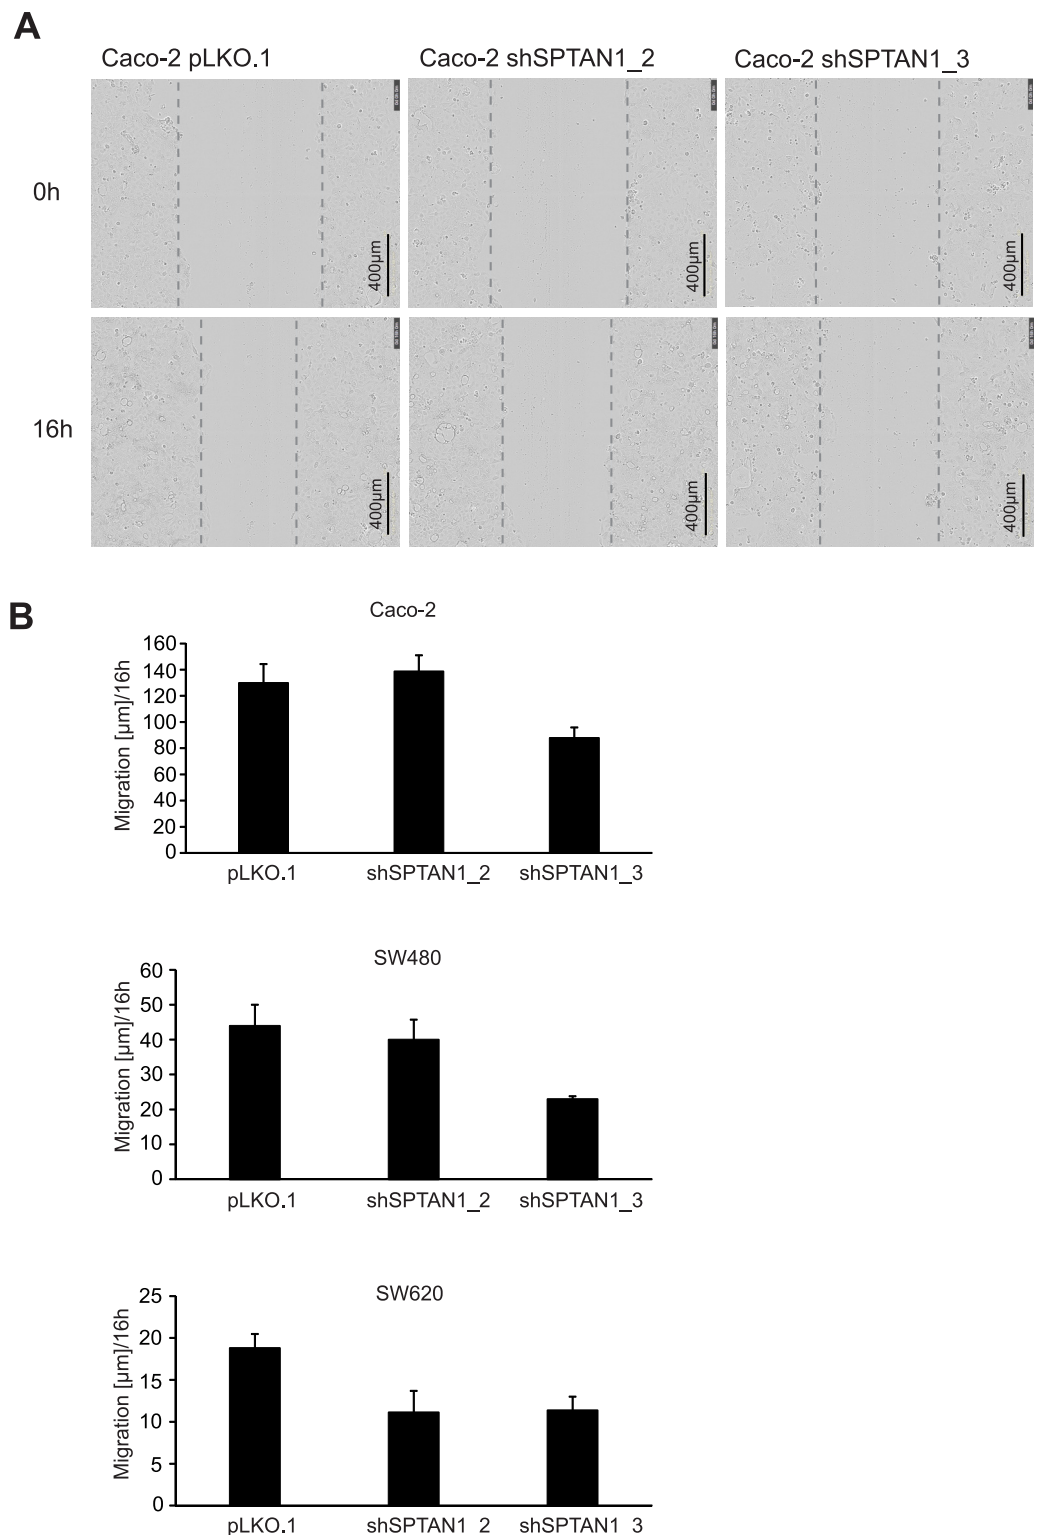 A
Caco-2 pLKO.1 Caco-2 shSPTAN1_2 Caco-2 shSPTAN1_3
0h
400µm 400µm 400µm
16h
400µm 400µm 400µm
B
Caco-2
Migration [µm]/16h
160
140
120
100
80
60
40
20
0
pLKO.1 shSPTAN1_2 shSPTAN1_3
SW480
Migration [µm]/16h
60
50
40
30
20
10
0
pLKO.1 shSPTAN1_2 shSPTAN1_3
SW620
Migration [µm]/16h
25
20
15
10
5
0
pLKO.1 shSPTAN1_2 shSPTAN1_3